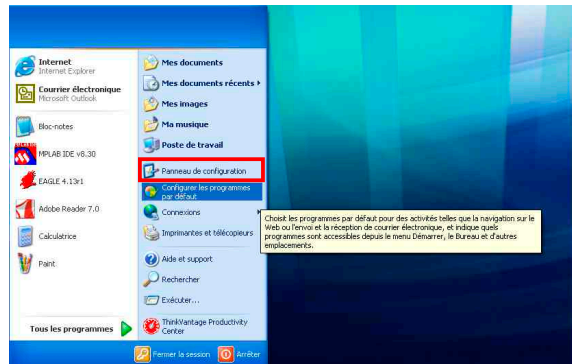 Internet
Internet Explorer
Courrier électronique
Microsoft Outlook
Bloc-notes
MPLAB IDE v8.30
EAGLE 4.13r1
Adobe Reader 7.0
Calculatrice
Paint
Tous les programmes
Mes documents
Mes documents récents
Mes images
Ma musique
Poste de travail
Panneau de configuration
Configurer les programmes
par défaut
Connexions
Imprimantes et télécopieurs
Aide et support
Rechercher
Exécuter...
ThinkVantage Productivity
Center
Choisit les programmes par défaut pour des activités telles que la navigation sur le
Web ou l'envoi et la réception de courrier électronique, et indique quels
programmes sont accessibles depuis le menu Démarrer, le Bureau et d'autres
emplacements.
Fermer la session
Arrêter